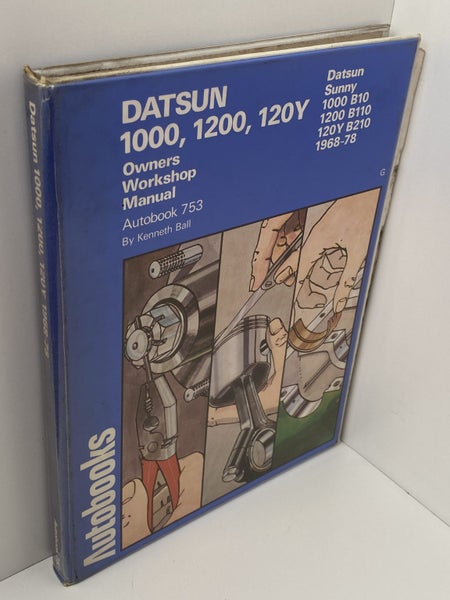 DATSUN
1000, 1200, 120Y
Owners
Workshop
Manual
Autobook 753
By Kenneth Ball
Datsun
Sunny
1000 B10
1200 B110
120Y B210
1968-78
G
Autobooks
Datsun 1000, 1200, 120Y 1968-78